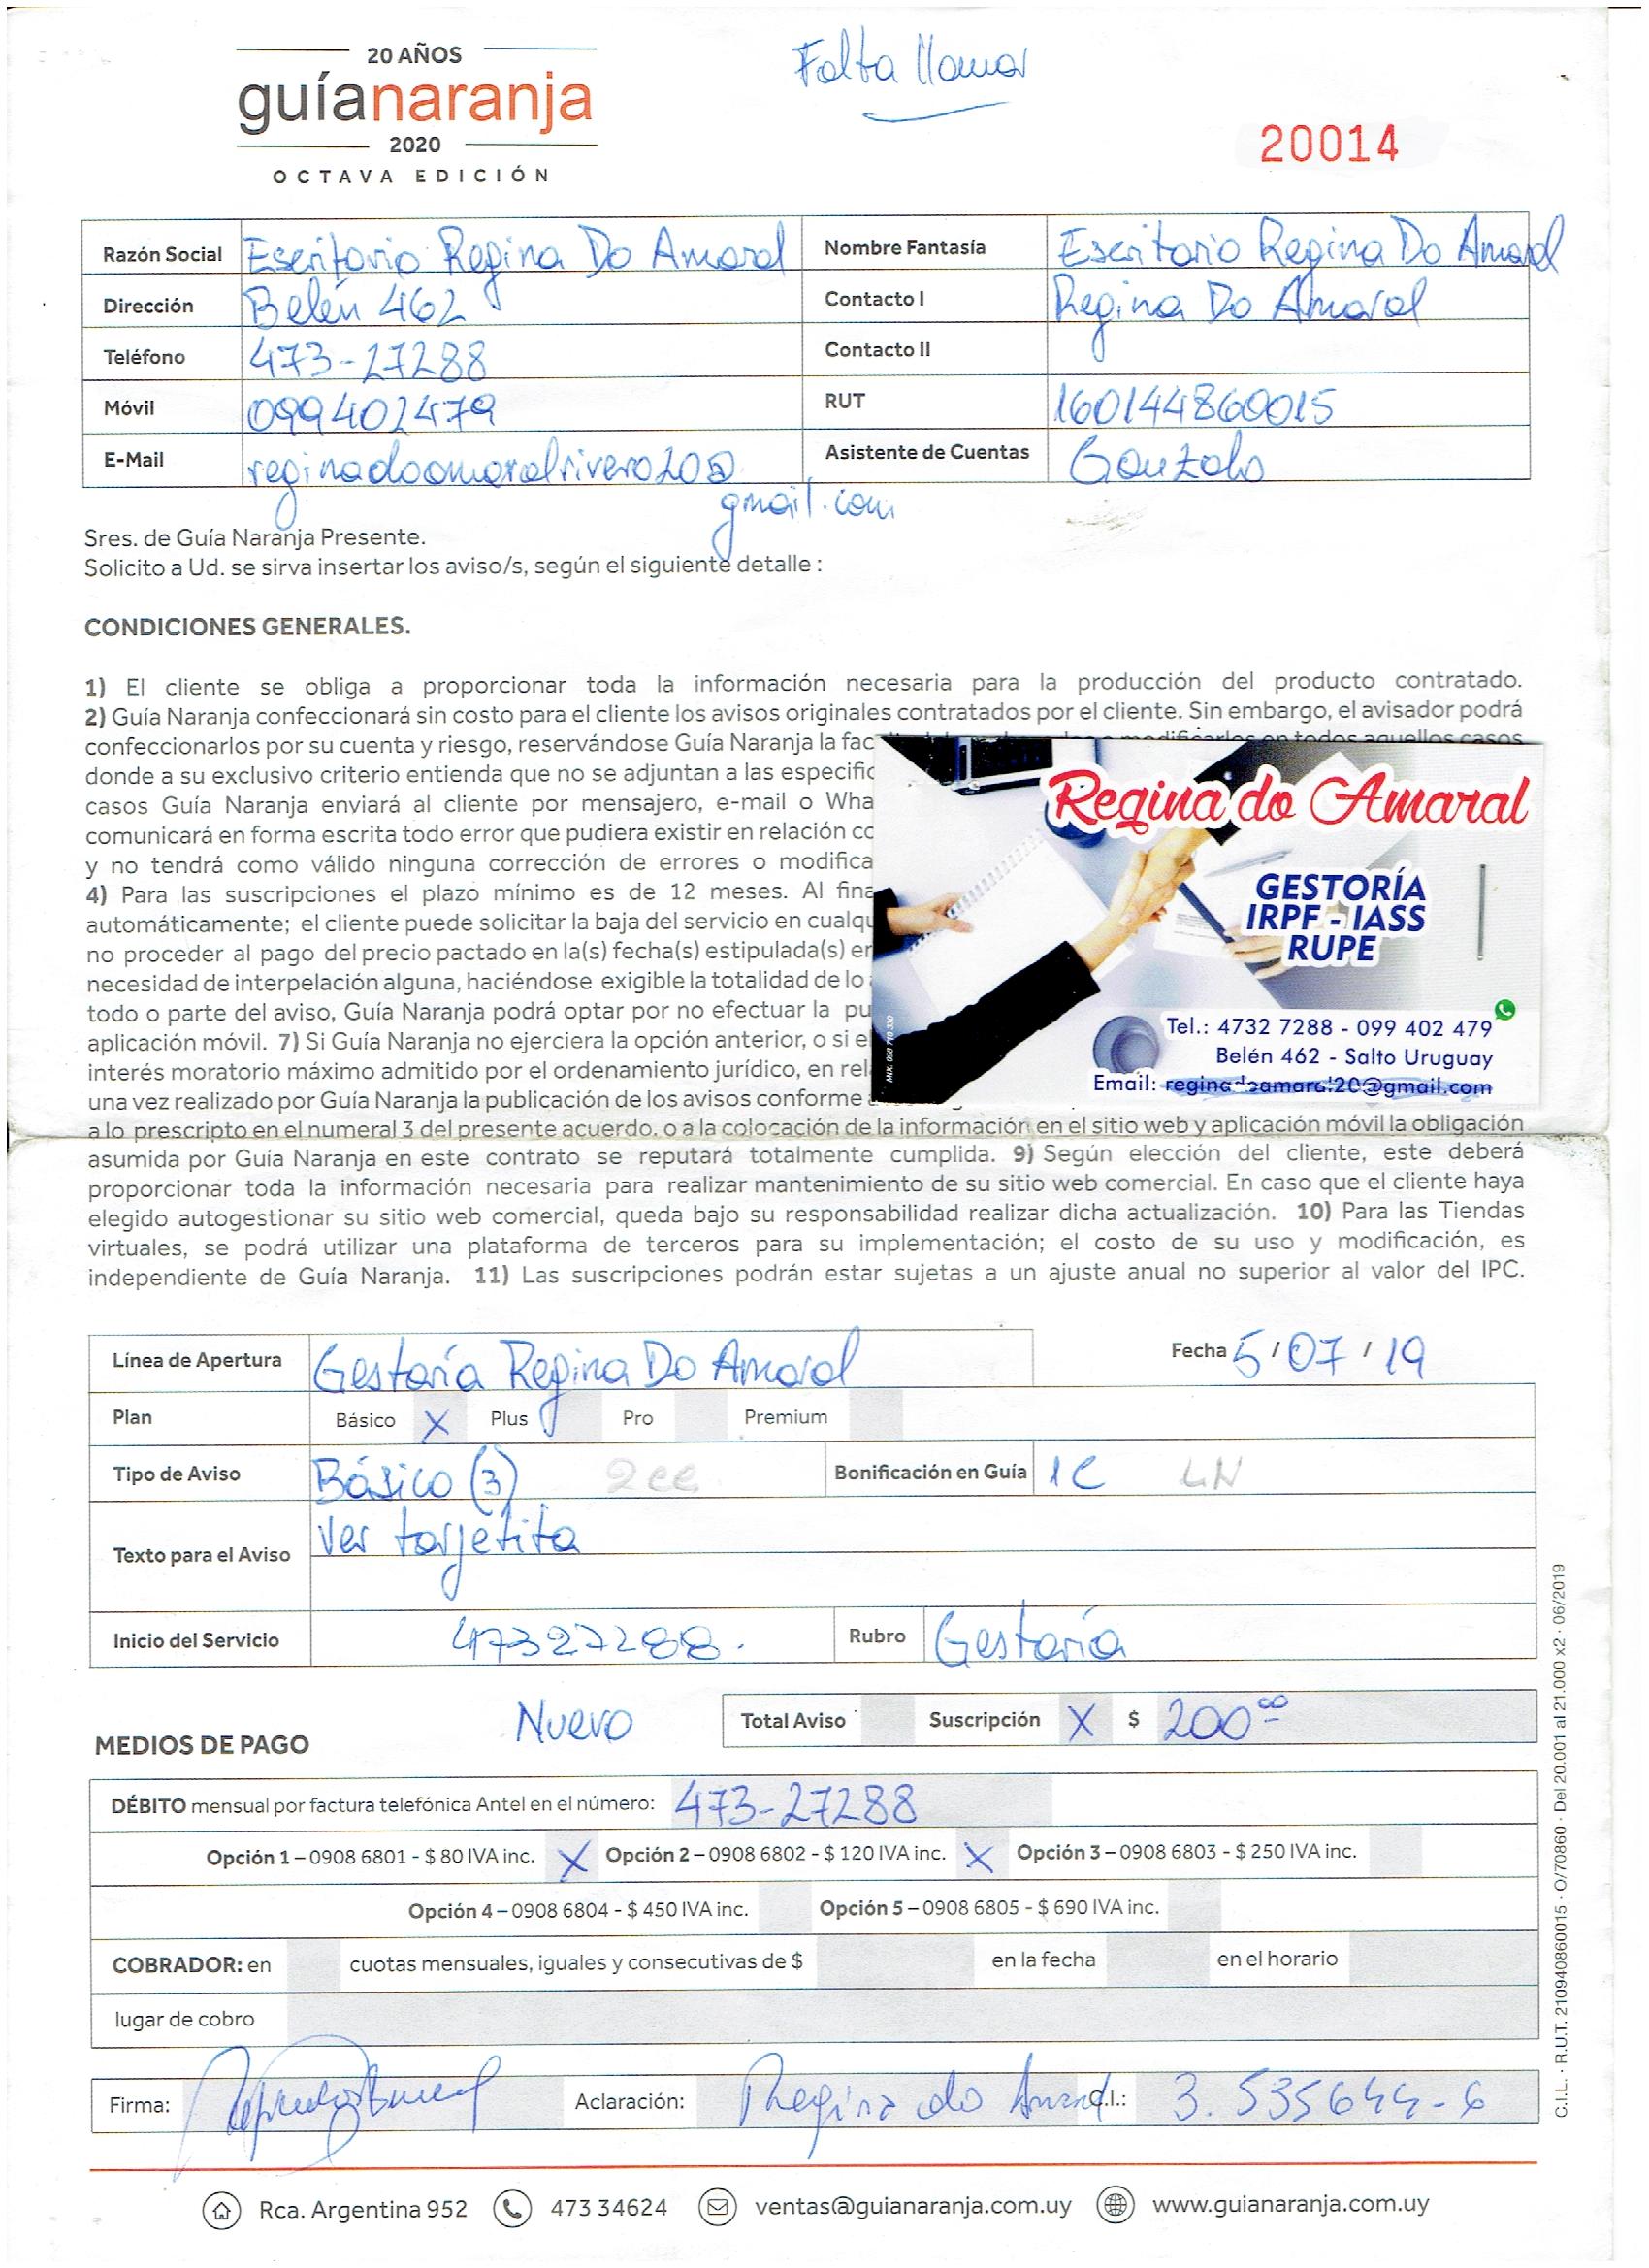 20 AÑOS
guíanaranja
2020
OCTAVA EDICIÓN
Falta llamar
20014
Razón Social Escritorio Regina Do Amaral Nombre Fantasía Escritorio Regina Do Amaral
Dirección Belén 462 Contacto I Regina Do Amaral
Teléfono 473-27288 Contacto II
Móvil 099402479 RUT 160144860015
E-Mail reginadoamaralrivero20@ Asistente de Cuentas Gonzalo
gmail.com
Sres. de Guía Naranja Presente.
Solicito a Ud. se sirva insertar los aviso/s, según el siguiente detalle :
CONDICIONES GENERALES.
1) El cliente se obliga a proporcionar toda la información necesaria para la producción del producto contratado.
2) Guía Naranja confeccionará sin costo para el cliente los avisos originales contratados por el cliente. Sin embargo, el avisador podrá
confeccionarlos por su cuenta y riesgo, reservándose Guía Naranja la fac
donde a su exclusivo criterio entienda que no se adjuntan a las especific
casos Guía Naranja enviará al cliente por mensajero, e-mail o Wha
comunicará en forma escrita todo error que pudiera existir en relación co
y no tendrá como válido ninguna corrección de errores o modifica
4) Para las suscripciones el plazo mínimo es de 12 meses. Al fina
automáticamente; el cliente puede solicitar la baja del servicio en cualqu
no proceder al pago del precio pactado en la(s) fecha(s) estipulada(s) en
necesidad de interpelación alguna, haciéndose exigible la totalidad de lo
todo o parte del aviso, Guía Naranja podrá optar por no efectuar la pu
aplicación móvil. 7) Si Guía Naranja no ejerciera la opción anterior, o si el
interés moratorio máximo admitido por el ordenamiento jurídico, en rel
una vez realizado por Guía Naranja la publicación de los avisos conforme
a lo prescripto en el numeral 3 del presente acuerdo, o a la colocación de la información en el sitio web y aplicación móvil la obligación
asumida por Guía Naranja en este contrato se reputará totalmente cumplida. 9) Según elección del cliente, este deberá
proporcionar toda la información necesaria para realizar mantenimiento de su sitio web comercial. En caso que el cliente haya
elegido autogestionar su sitio web comercial, queda bajo su responsabilidad realizar dicha actualización. 10) Para las Tiendas
virtuales, se podrá utilizar una plataforma de terceros para su implementación; el costo de su uso y modificación, es
independiente de Guía Naranja. 11) Las suscripciones podrán estar sujetas a un ajuste anual no superior al valor del IPC.
Regina do Amaral
GESTORÍA
IRPF - IASS
RUPE
Tel.: 4732 7288 - 099 402 479
Belén 462 - Salto Uruguay
Email: reginadoamaral20@gmail.com
Línea de Apertura Gestoría Regina Do Amaral Fecha 5 / 07 / 19
Plan Básico X Plus Pro Premium
Tipo de Aviso Básico (3) 2cc Bonificación en Guía 1C LN
Texto para el Aviso Ver tarjetita
Inicio del Servicio 47327288. Rubro Gestoría
Nuevo Total Aviso Suscripción X $ 200⁰⁰
MEDIOS DE PAGO
DÉBITO mensual por factura telefónica Antel en el número: 473-27288
Opción 1 – 0908 6801 - $ 80 IVA inc. X Opción 2 – 0908 6802 - $ 120 IVA inc. X Opción 3 – 0908 6803 - $ 250 IVA inc.
Opción 4 – 0908 6804 - $ 450 IVA inc. Opción 5 – 0908 6805 - $ 690 IVA inc.
COBRADOR: en cuotas mensuales, iguales y consecutivas de $ en la fecha en el horario
lugar de cobro
Firma: Aclaración: Regina do Amaral C.I.: 3.535644-6
Rca. Argentina 952 473 34624 ventas@guianaranja.com.uy www.guianaranja.com.uy
C.I.L. · R.U.T. 210940860015 · O/70860 · Del 20.001 al 21.000 x2 · 06/2019